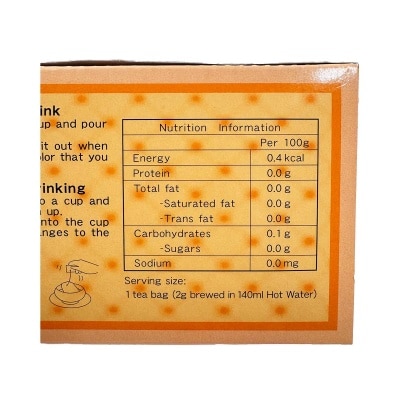 ink
up and pour
it out when
olor that you
rinking
o a cup and
n up.
nto the cup
anges to the
Nutrition Information
Per 100g
Energy 0.4 kcal
Protein 0.0 g
Total fat 0.0 g
-Saturated fat 0.0 g
-Trans fat 0.0 g
Carbohydrates 0.1 g
-Sugars 0.0 g
Sodium 0.0 mg
Serving size:
1 tea bag (2g brewed in 140ml Hot Water)